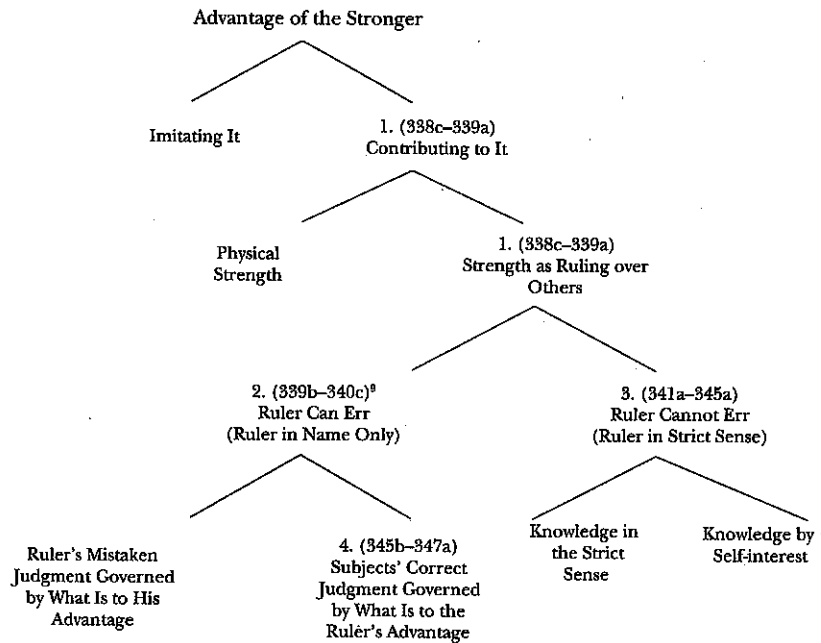 Advantage of the Stronger
Imitating It
1. (338c–339a)
Contributing to It
Physical
Strength
1. (338c–339a)
Strength as Ruling over
Others
2. (339b–340c)⁹
Ruler Can Err
(Ruler in Name Only)
3. (341a–345a)
Ruler Cannot Err
(Ruler in Strict Sense)
Ruler's Mistaken
Judgment Governed
by What Is to His
Advantage
4. (345b–347a)
Subjects' Correct
Judgment Governed
by What Is to the
Ruler's Advantage
Knowledge in
the Strict
Sense
Knowledge by
Self-interest